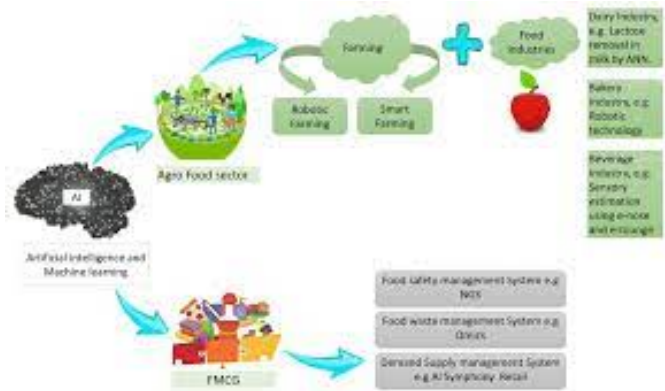 Farming
Food
Industries
Dairy Industry,
e.g. Lactose
removal in
milk by ANN.
Robotic
Farming
Smart
Farming
Bakery
Industry, e.g.
Robotic
technology
Agro Food sector
Beverage
Industry, e.g.
Sensory
estimation
using e-nose
and e-tounge
AI
Artificial intelligence and
Machine learning
Food safety management system e.g
NGS
Food waste management System e.g
Demand Supply management System
e.g AI Symphony Retail
FMCG